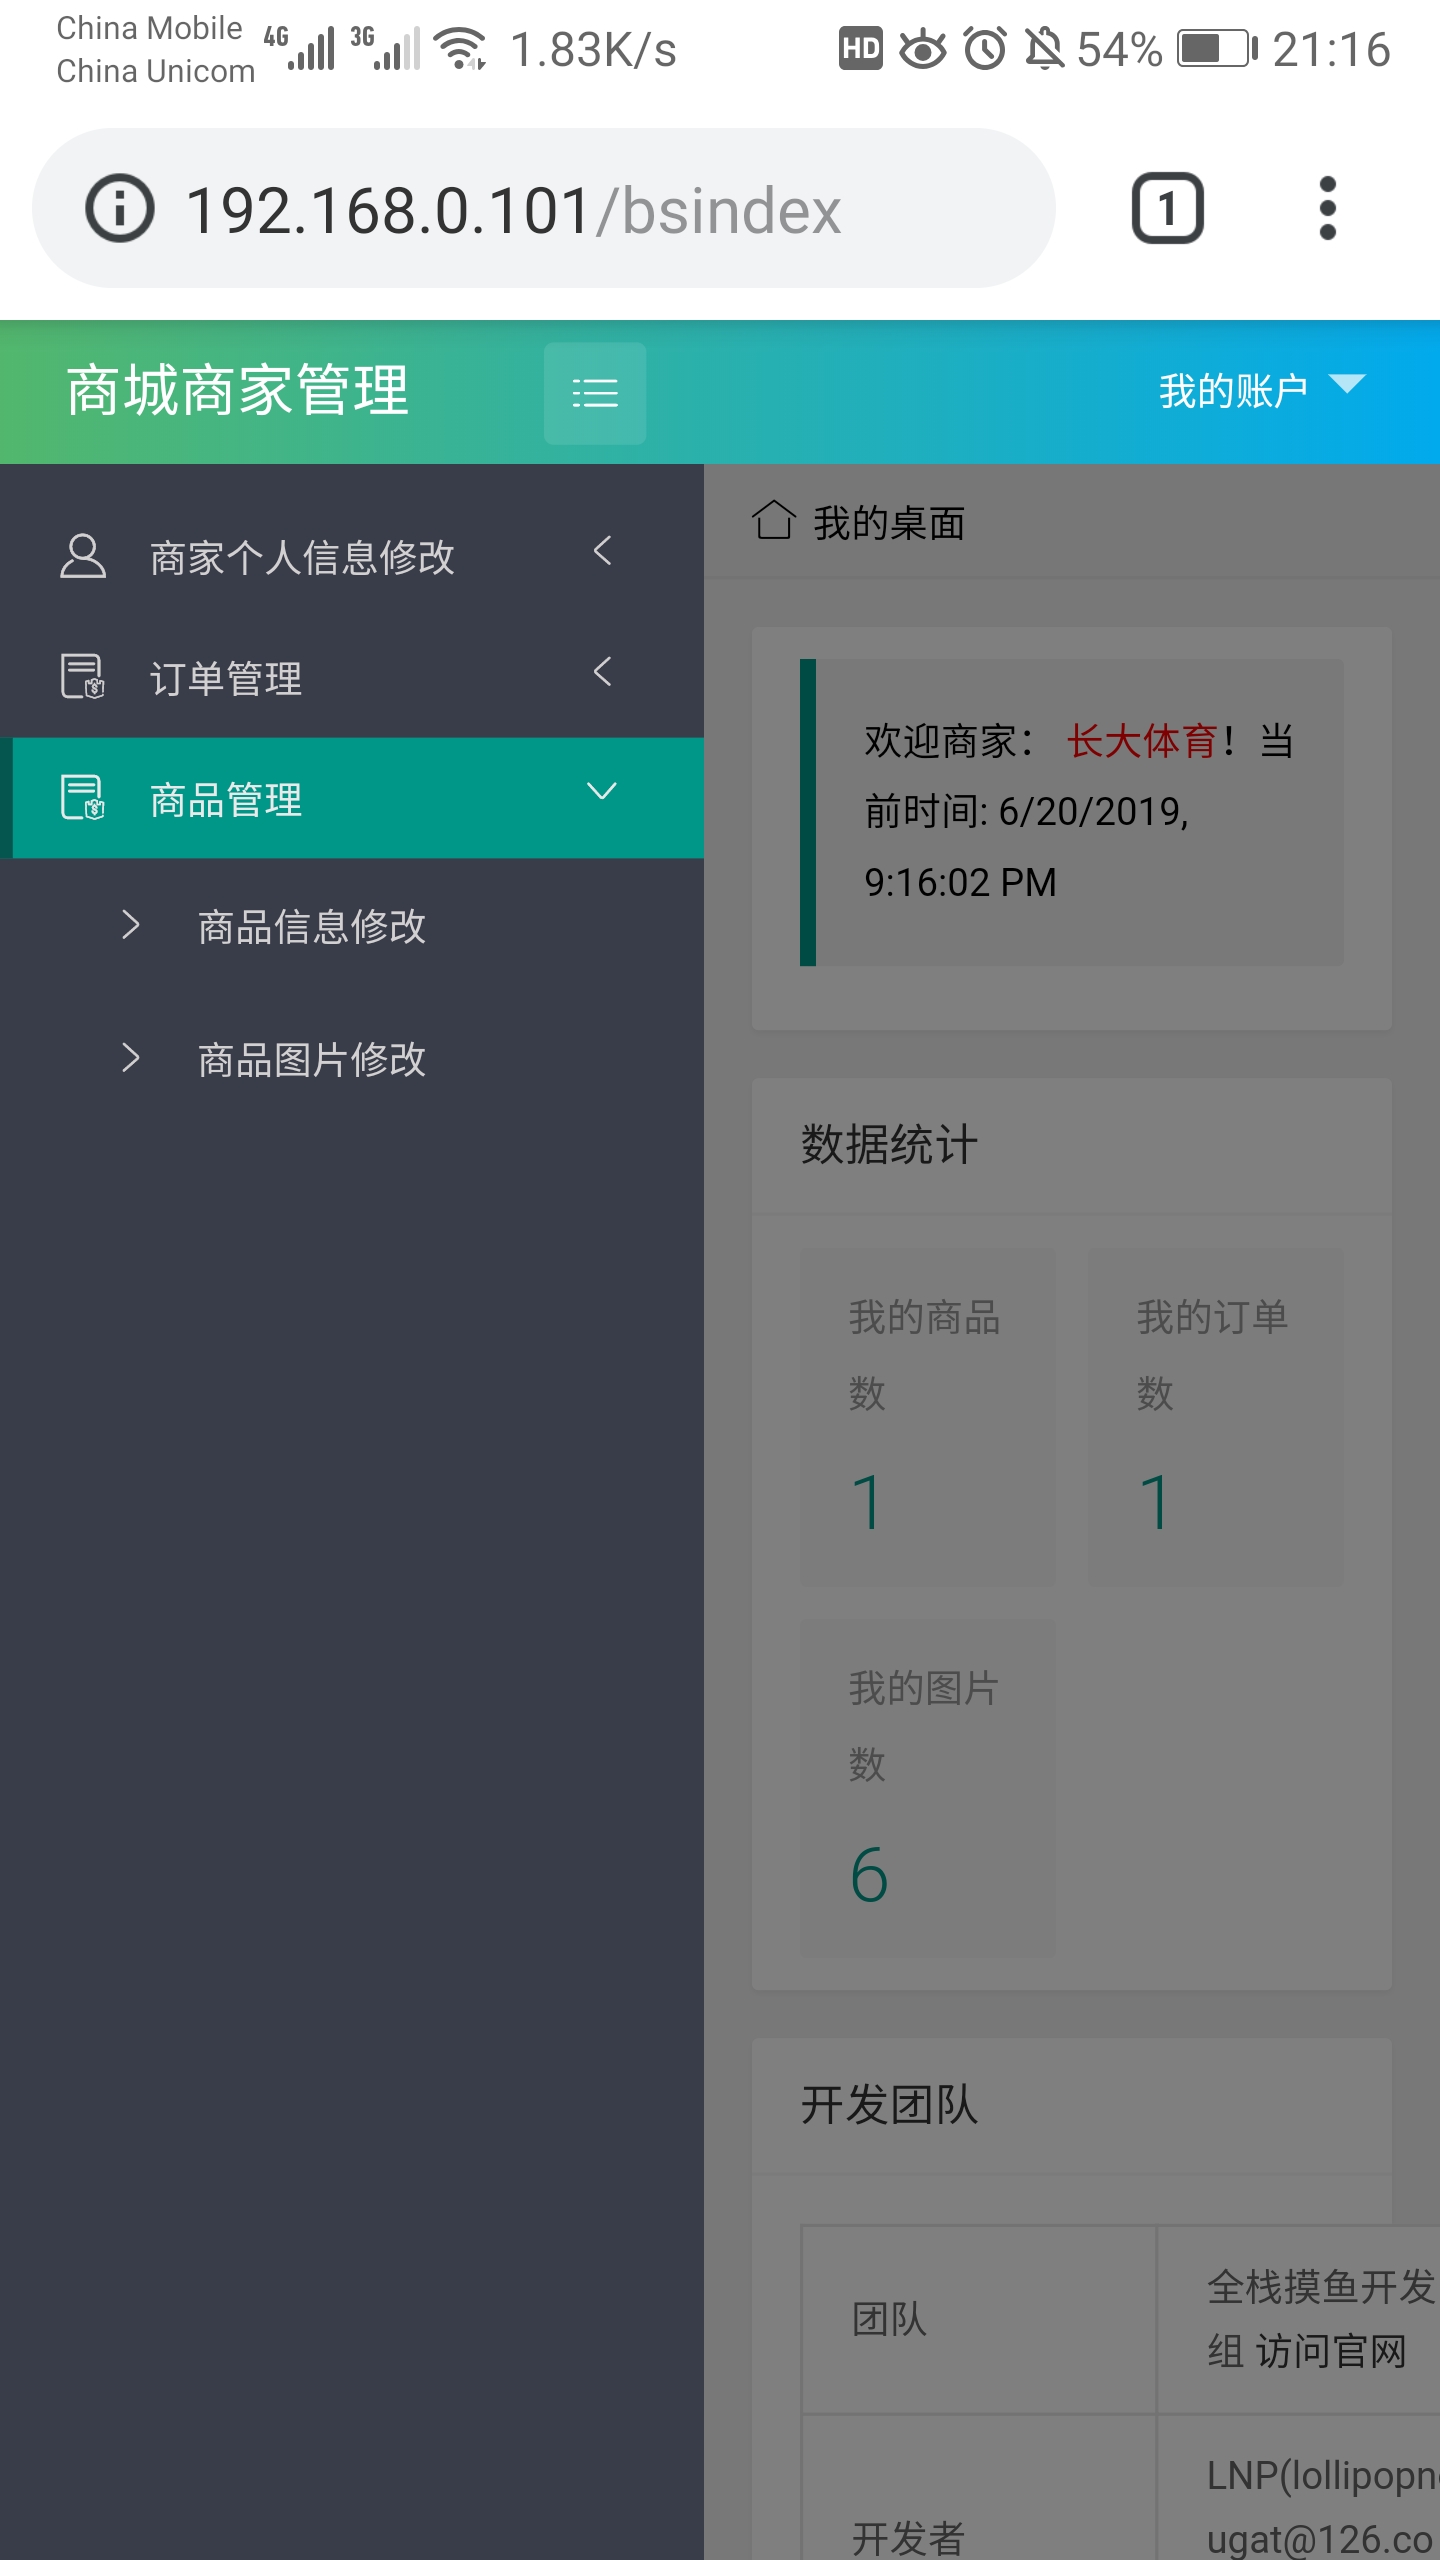 China Mobile
China Unicom
4G 3G 1.83K/s HD 54% 21:16
192.168.0.101/bsindex
1
商城商家管理
我的账户
商家个人信息修改
订单管理
商品管理
商品信息修改
商品图片修改
我的桌面
欢迎商家： 长大体育！当
前时间: 6/20/2019,
9:16:02 PM
数据统计
我的商品
数
1
我的订单
数
1
我的图片
数
6
开发团队
团队
全栈摸鱼开发
组 访问官网
开发者
LNP(lollipopn
ugat@126.co